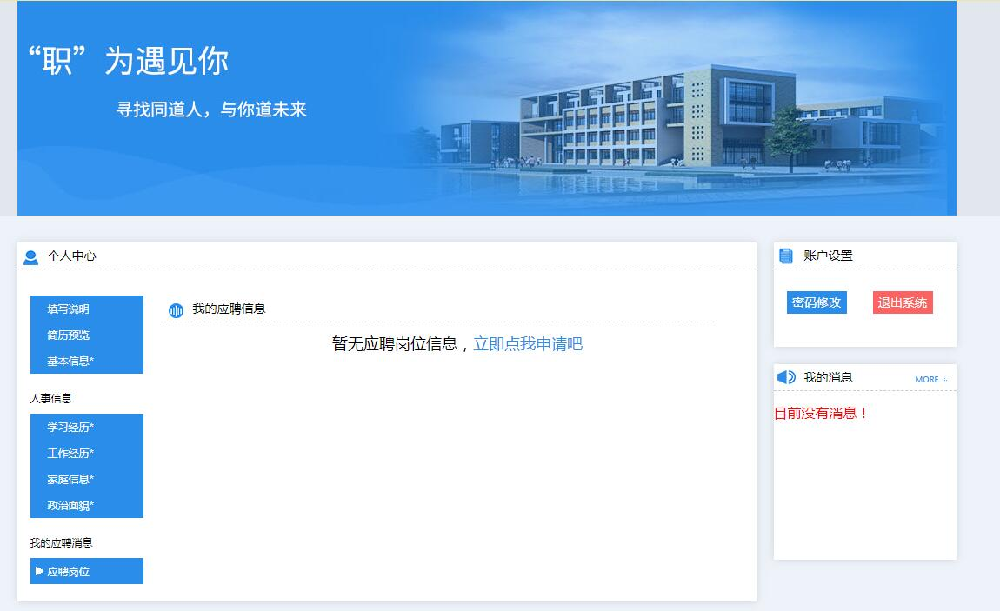 “职”为遇见你
寻找同道人，与你道未来
个人中心
填写说明
简历预览
基本信息*
人事信息
学习经历*
工作经历*
家庭信息*
政治面貌*
我的应聘消息
应聘岗位
我的应聘信息
暂无应聘岗位信息，立即点我申请吧
账户设置
密码修改
退出系统
我的消息
MORE
目前没有消息！